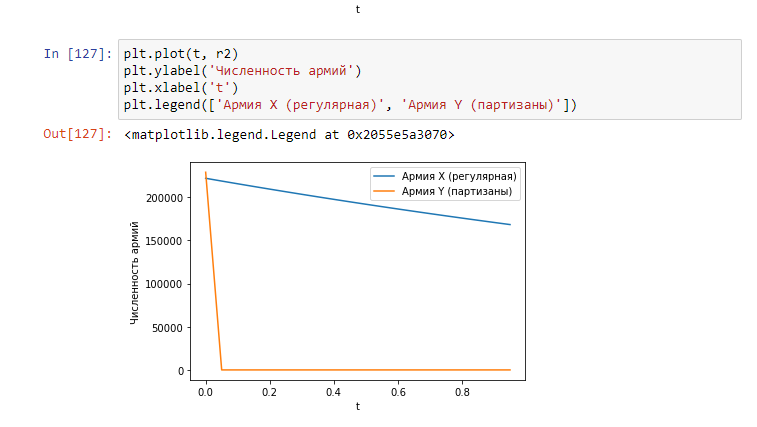 t
In [127]: plt.plot(t, r2)
plt.ylabel('Численность армий')
plt.xlabel('t')
plt.legend(['Армия X (регулярная)', 'Армия Y (партизаны)'])
Out[127]: <matplotlib.legend.Legend at 0x2055e5a3070>
Армия X (регулярная)
Армия Y (партизаны)
Численность армий
200000
150000
100000
50000
0
0.0 0.2 0.4 0.6 0.8
t